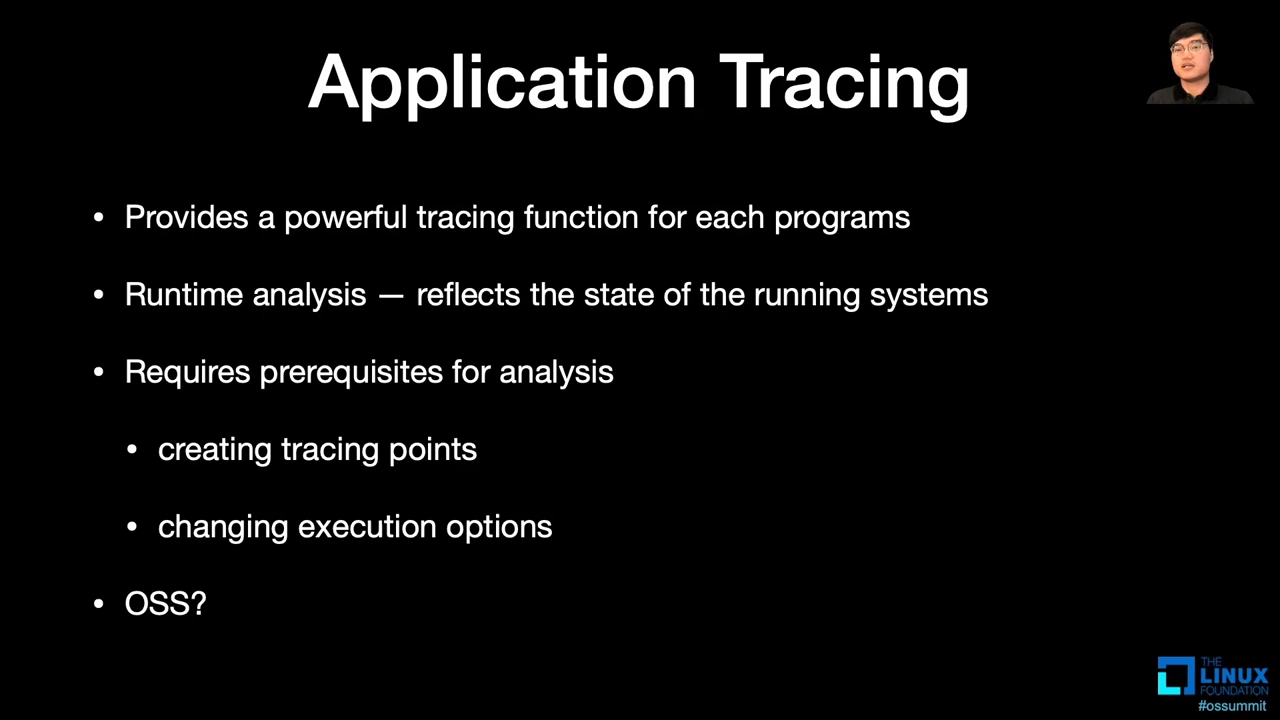 Application Tracing
• Provides a powerful tracing function for each programs
• Runtime analysis — reflects the state of the running systems
• Requires prerequisites for analysis
• creating tracing points
• changing execution options
• OSS?
THE
LINUX
FOUNDATION
#ossummit